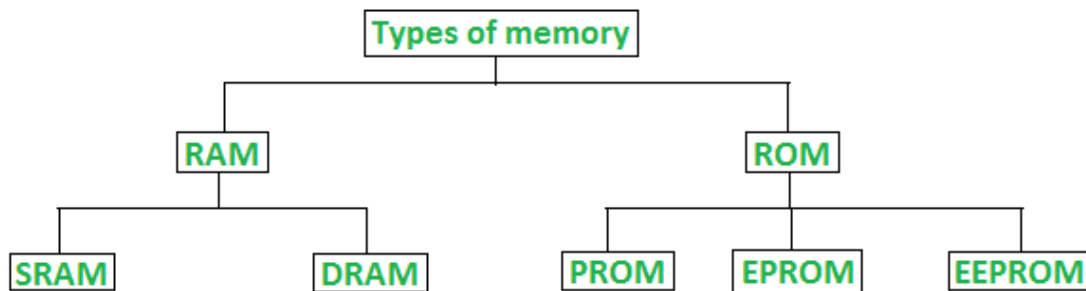 Types of memory
RAM
ROM
SRAM
DRAM
PROM
EPROM
EEPROM